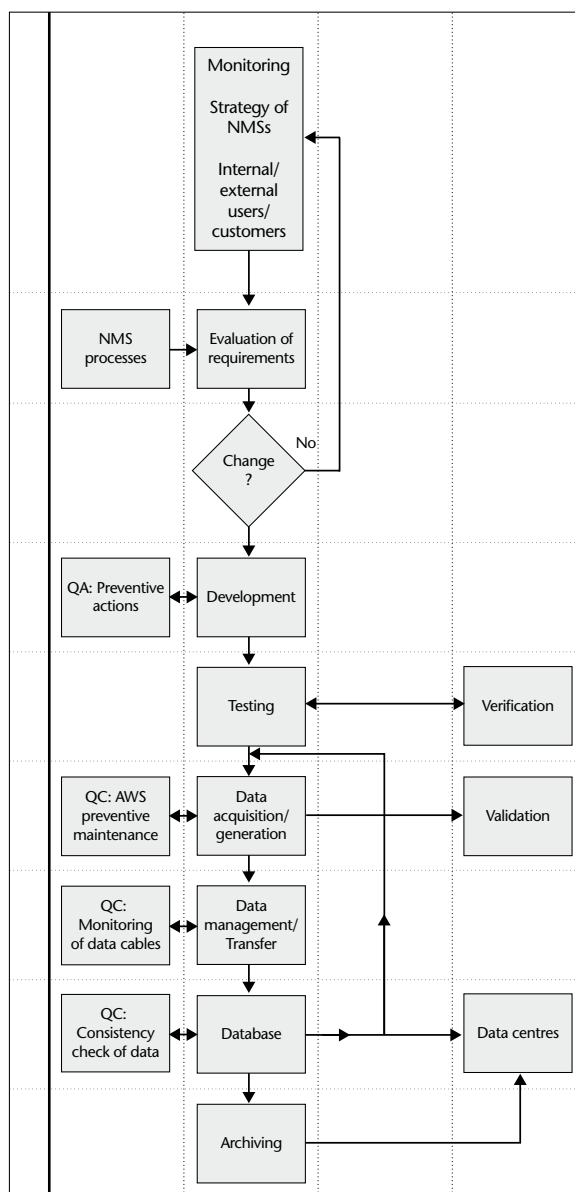 Monitoring
Strategy of
NMSs
Internal/
external
users/
customers
NMS
processes
Evaluation of
requirements
Change
?
No
QA: Preventive
actions
Development
Testing
Verification
QC: AWS
preventive
maintenance
Data
acquisition/
generation
Validation
QC:
Monitoring
of data cables
Data
management/
Transfer
QC:
Consistency
check of data
Database
Data centres
Archiving